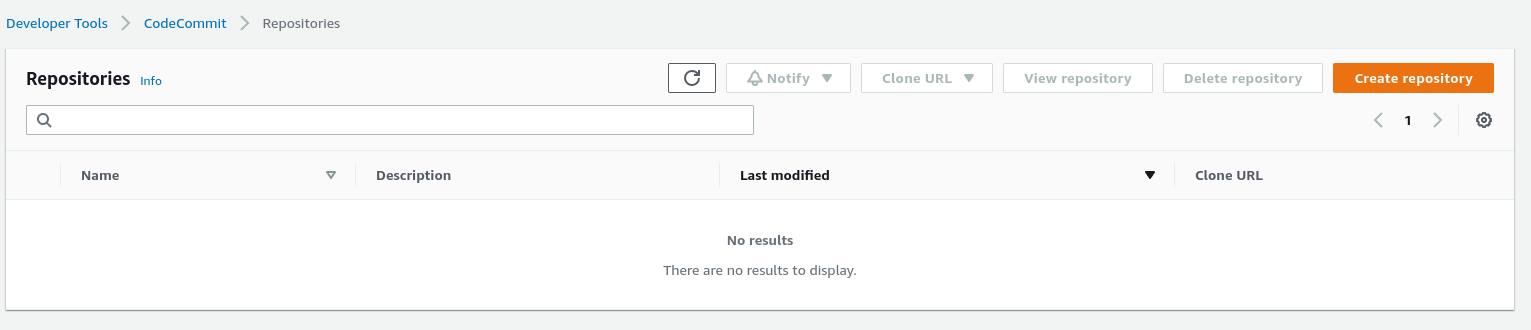 Developer Tools CodeCommit Repositories
Repositories Info Notify Clone URL View repository Delete repository Create repository
1
Name Description Last modified Clone URL
No results
There are no results to display.